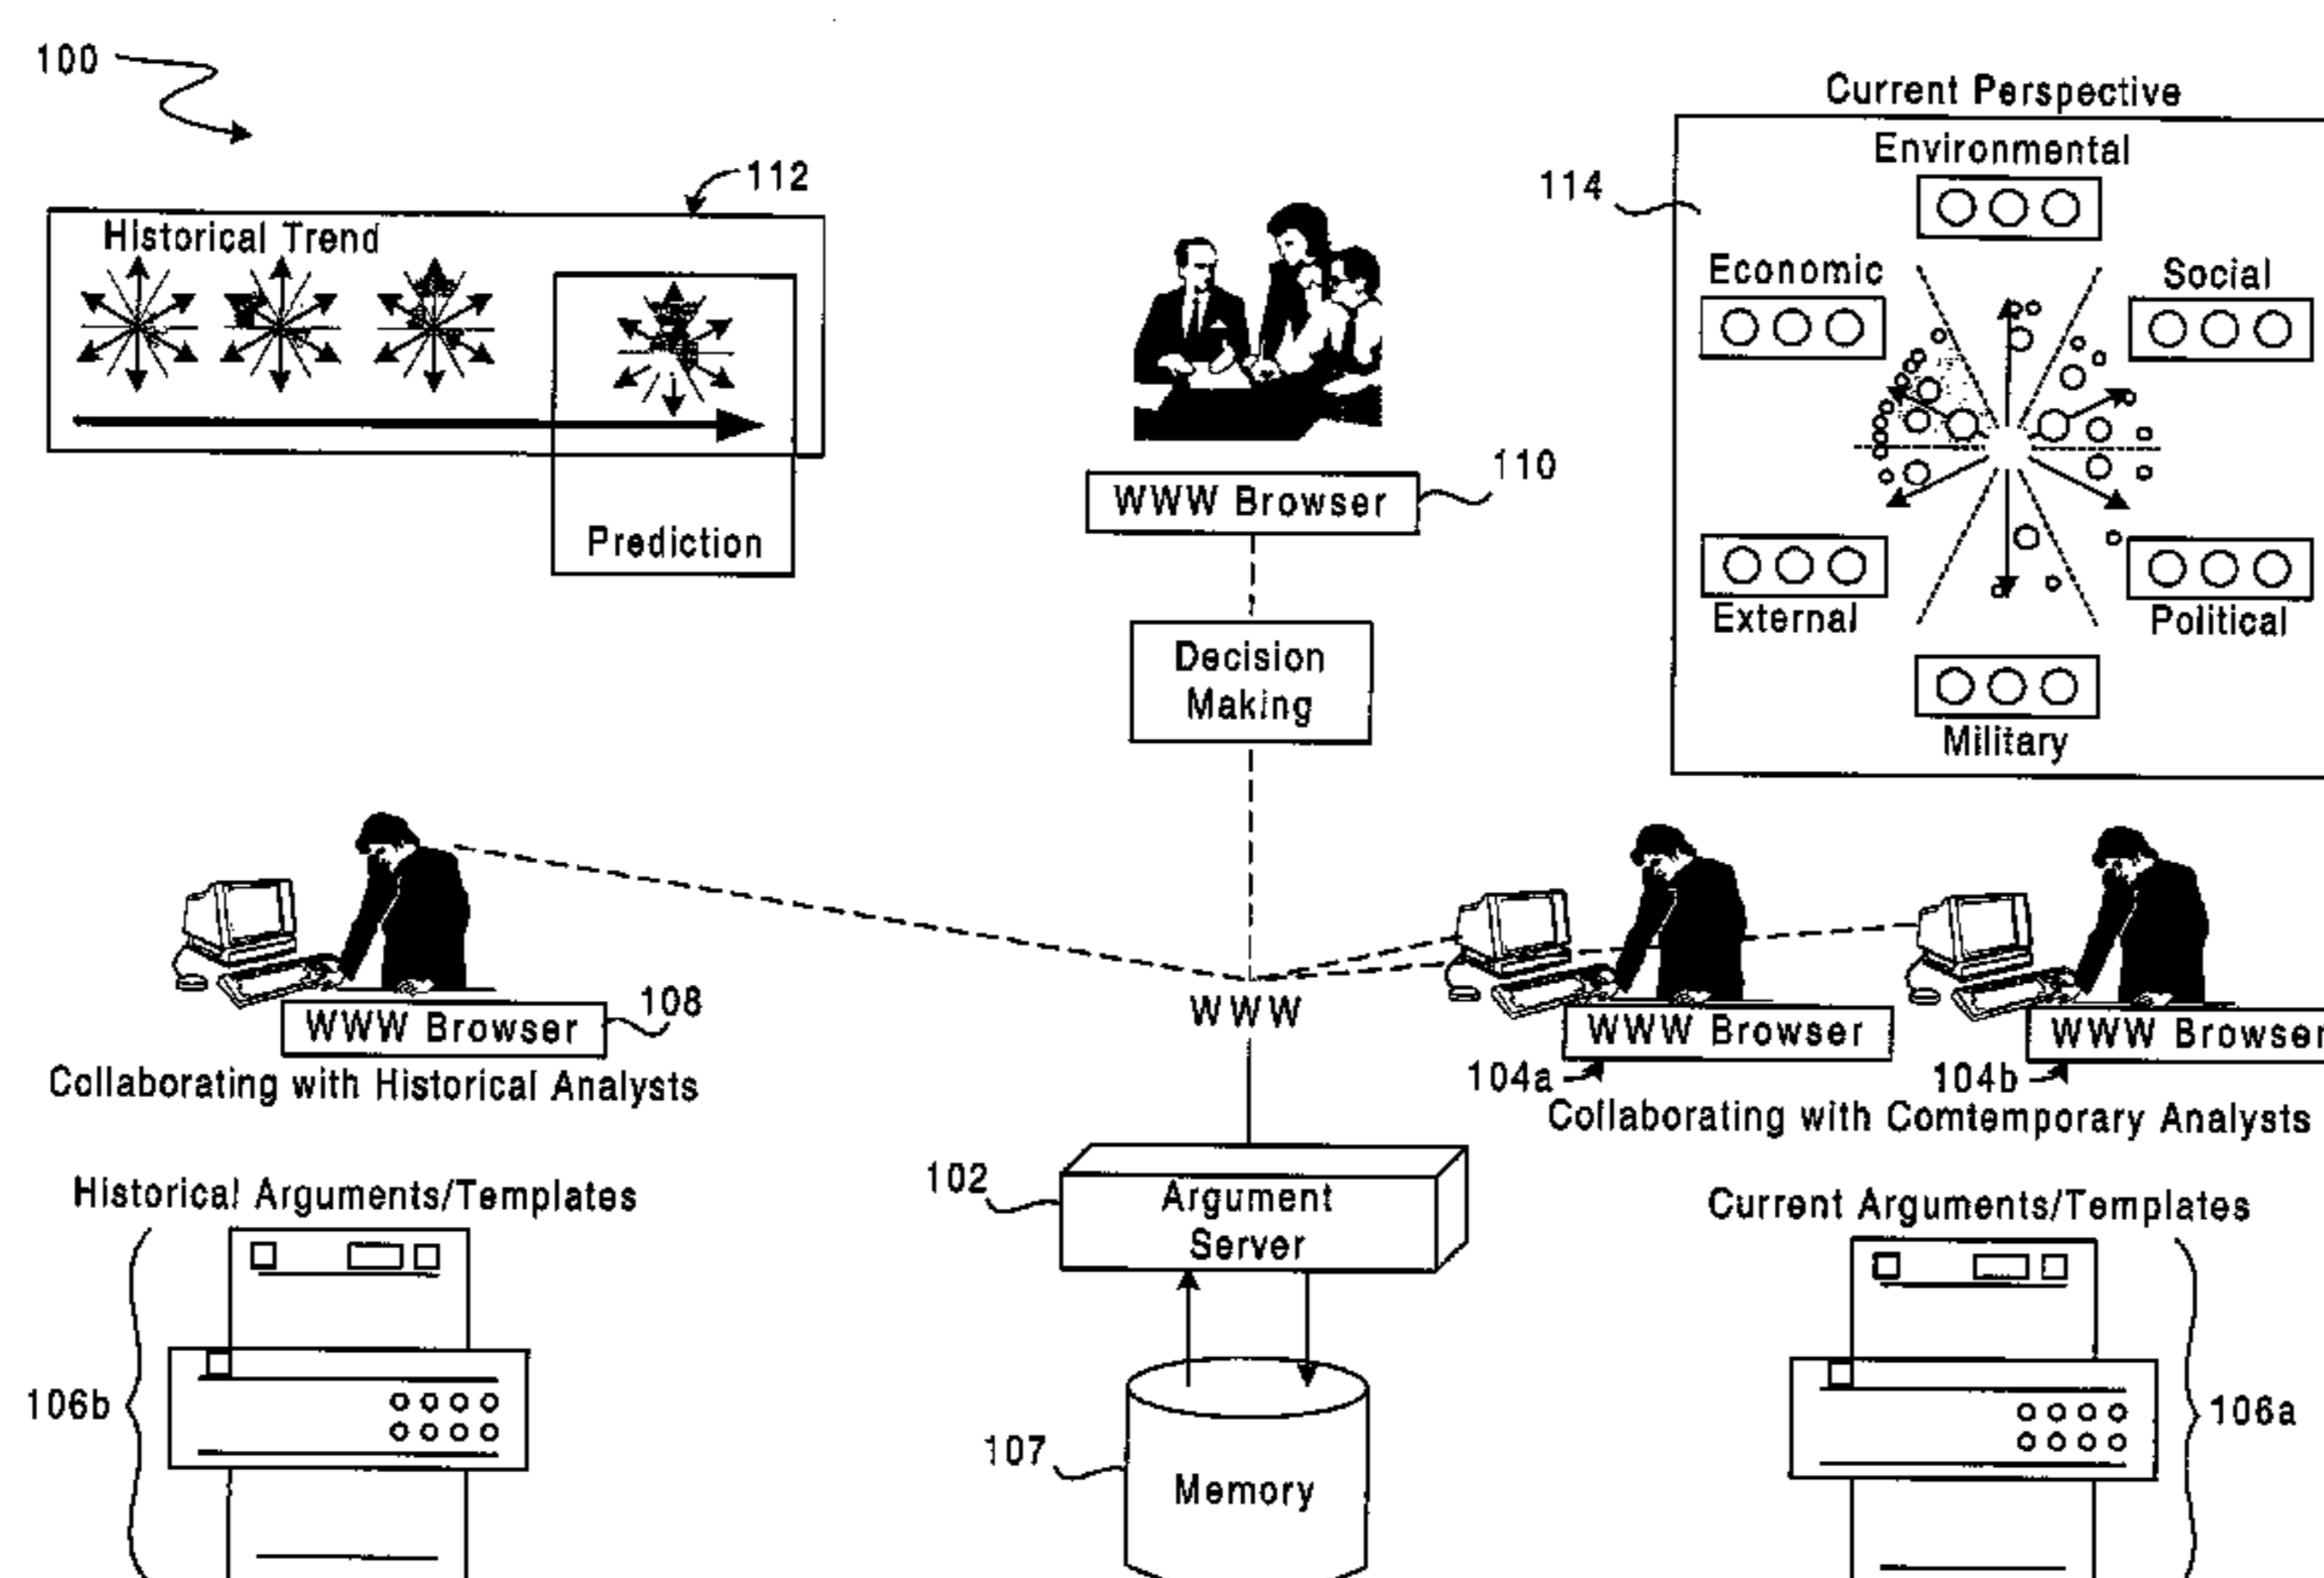 100
112
Historical Trend
Prediction
WWW Browser
110
Decision
Making
Current Perspective
114
Environmental
Economic
Social
External
Political
Military
WWW Browser
108
Collaborating with Historical Analysts
WWW
WWW Browser
104a
WWW Browser
104b
Collaborating with Comtemporary Analysts
102
Argument
Server
107
Memory
Historical Arguments/Templates
106b
Current Arguments/Templates
106a